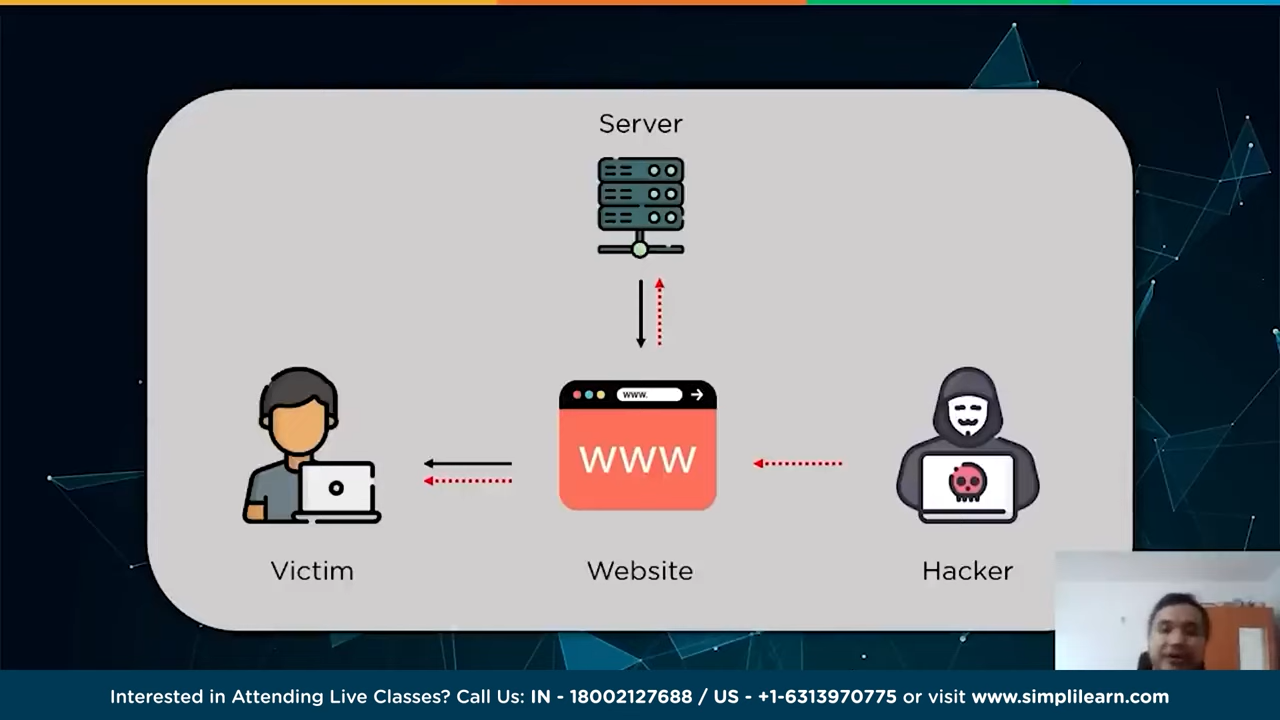 Server
www.
WWW
Victim
Website
Hacker
Interested in Attending Live Classes? Call Us: IN - 18002127688 / US - +1-6313970775 or visit www.simplilearn.com